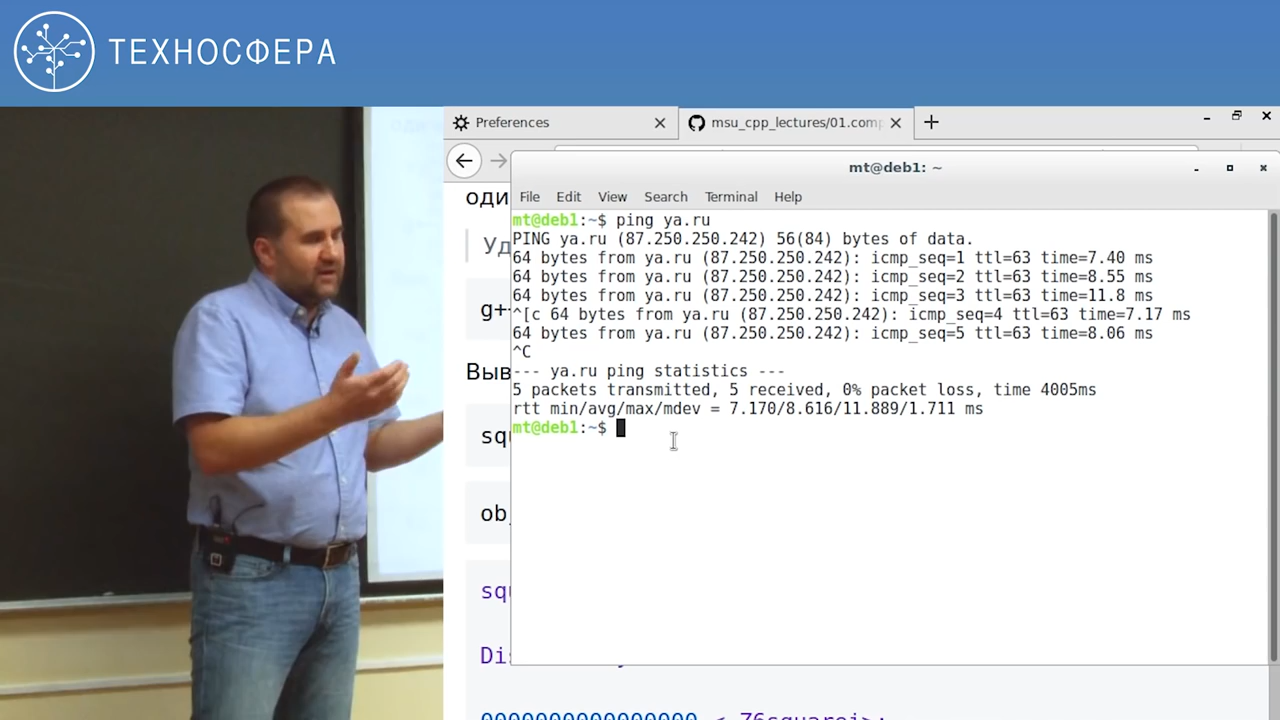 ТЕХНОСФЕРА
Preferences
msu_cpp_lectures/01.comp
mt@deb1: ~
File Edit View Search Terminal Help
оди
Уд
g+
Выв
squ
ob
squ
Di
mt@deb1:~$ ping ya.ru
PING ya.ru (87.250.250.242) 56(84) bytes of data.
64 bytes from ya.ru (87.250.250.242): icmp_seq=1 ttl=63 time=7.40 ms
64 bytes from ya.ru (87.250.250.242): icmp_seq=2 ttl=63 time=8.55 ms
64 bytes from ya.ru (87.250.250.242): icmp_seq=3 ttl=63 time=11.8 ms
^[c 64 bytes from ya.ru (87.250.250.242): icmp_seq=4 ttl=63 time=7.17 ms
64 bytes from ya.ru (87.250.250.242): icmp_seq=5 ttl=63 time=8.06 ms
^C
--- ya.ru ping statistics ---
5 packets transmitted, 5 received, 0% packet loss, time 4005ms
rtt min/avg/max/mdev = 7.170/8.616/11.889/1.711 ms
mt@deb1:~$
0000000000000000 <_Z6squarei>: